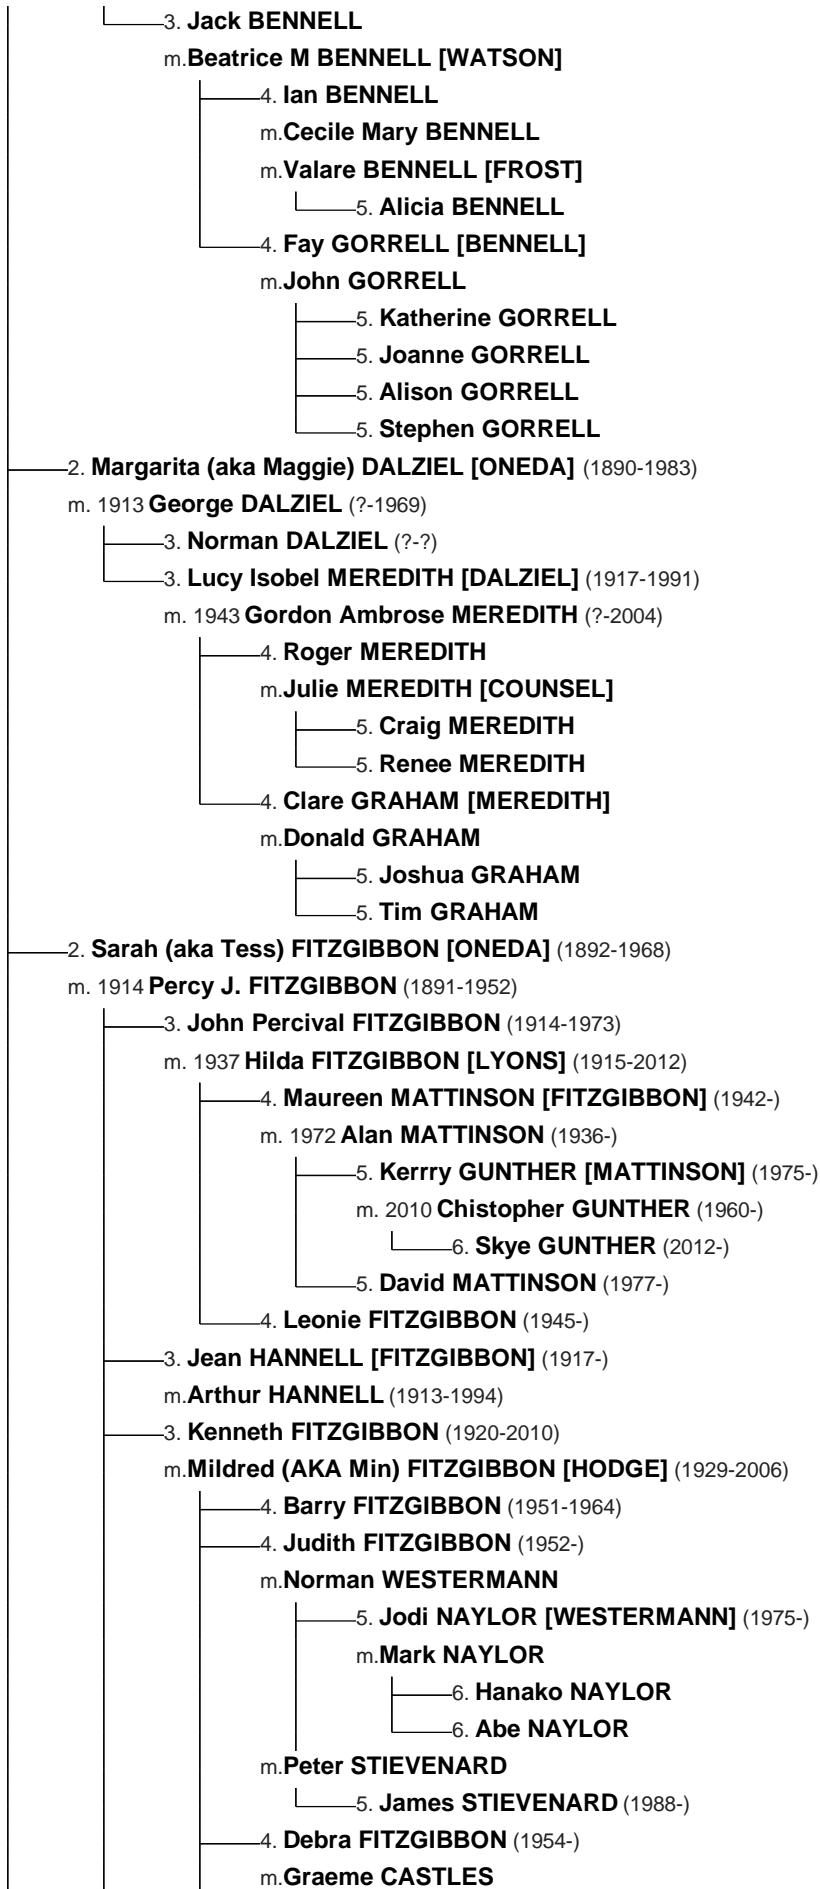 3. Jack BENNELL
m.Beatrice M BENNELL [WATSON]
4. Ian BENNELL
m.Cecile Mary BENNELL
m.Valare BENNELL [FROST]
5. Alicia BENNELL
4. Fay GORRELL [BENNELL]
m.John GORRELL
5. Katherine GORRELL
5. Joanne GORRELL
5. Alison GORRELL
5. Stephen GORRELL
2. Margarita (aka Maggie) DALZIEL [ONEDA] (1890-1983)
m. 1913 George DALZIEL (?-1969)
3. Norman DALZIEL (?-?)
3. Lucy Isobel MEREDITH [DALZIEL] (1917-1991)
m. 1943 Gordon Ambrose MEREDITH (?-2004)
4. Roger MEREDITH
m.Julie MEREDITH [COUNSEL]
5. Craig MEREDITH
5. Renee MEREDITH
4. Clare GRAHAM [MEREDITH]
m.Donald GRAHAM
5. Joshua GRAHAM
5. Tim GRAHAM
2. Sarah (aka Tess) FITZGIBBON [ONEDA] (1892-1968)
m. 1914 Percy J. FITZGIBBON (1891-1952)
3. John Percival FITZGIBBON (1914-1973)
m. 1937 Hilda FITZGIBBON [LYONS] (1915-2012)
4. Maureen MATTINSON [FITZGIBBON] (1942-)
m. 1972 Alan MATTINSON (1936-)
5. Kerrry GUNTHER [MATTINSON] (1975-)
m. 2010 Chistopher GUNTHER (1960-)
6. Skye GUNTHER (2012-)
5. David MATTINSON (1977-)
4. Leonie FITZGIBBON (1945-)
3. Jean HANNELL [FITZGIBBON] (1917-)
m.Arthur HANNELL (1913-1994)
3. Kenneth FITZGIBBON (1920-2010)
m.Mildred (AKA Min) FITZGIBBON [HODGE] (1929-2006)
4. Barry FITZGIBBON (1951-1964)
4. Judith FITZGIBBON (1952-)
m.Norman WESTERMANN
5. Jodi NAYLOR [WESTERMANN] (1975-)
m.Mark NAYLOR
6. Hanako NAYLOR
6. Abe NAYLOR
m.Peter STIEVENARD
5. James STIEVENARD (1988-)
4. Debra FITZGIBBON (1954-)
m.Graeme CASTLES